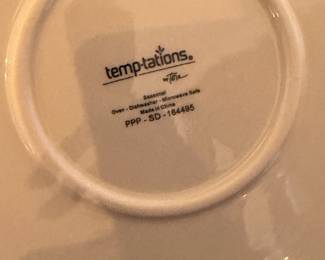 temp-tations®
by Tara
Seasonal
Oven - Dishwasher - Microwave Safe
Made in China
PPP - SD - 164495